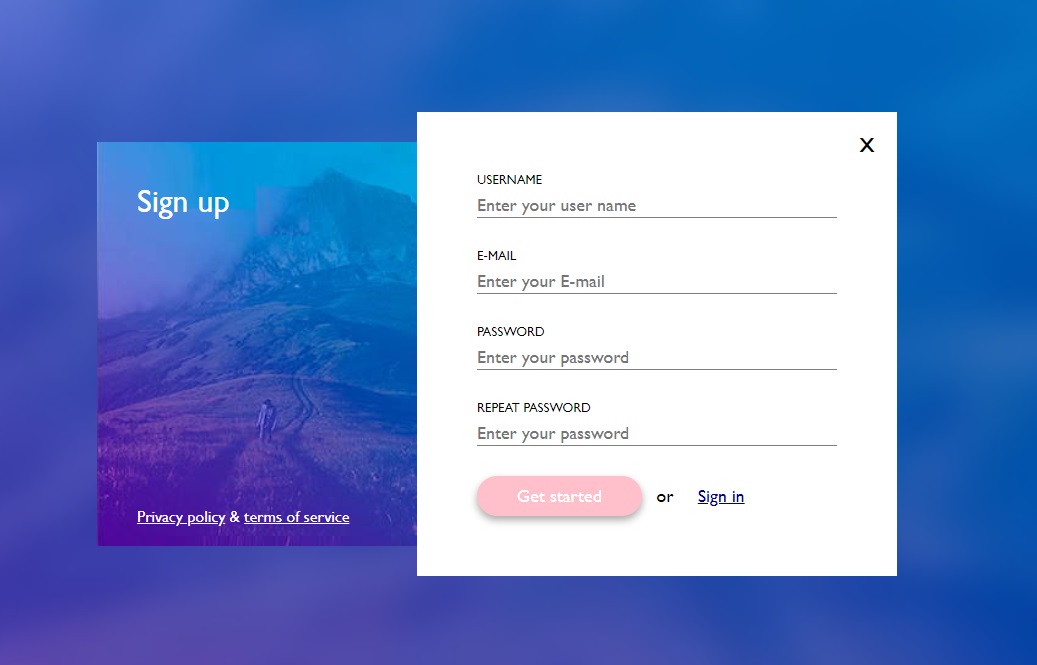 Sign up
Privacy policy & terms of service
X
USERNAME
Enter your user name
E-MAIL
Enter your E-mail
PASSWORD
Enter your password
REPEAT PASSWORD
Enter your password
Get started or Sign in